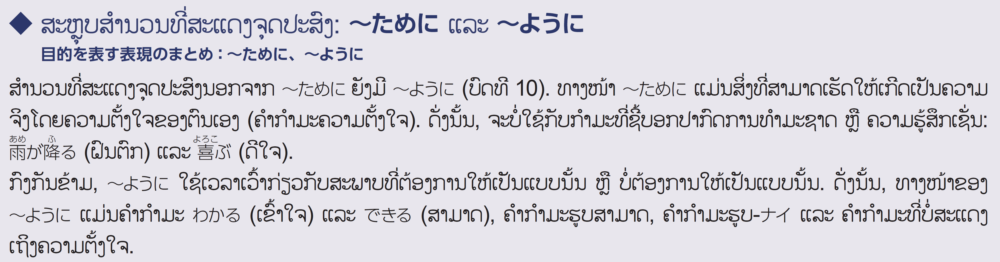 ◆ ສະຫຼຸບສຳນວນທີ່ສະແດງຈຸດປະສົງ: ～ために ແລະ ～ように
目的を表す表現のまとめ：～ために、～ように
ສຳນວນທີ່ສະແດງຈຸດປະສົງນອກຈາກ ～ために ຍັງມີ ～ように (ບົດທີ 10). ທາງໜ້າ ～ために ແມ່ນສິ່ງທີ່ສາມາດເຮັດໃຫ້ເກີດເປັນຄວາມ
ຈິງໂດຍຄວາມຕັ້ງໃຈຂອງຕົນເອງ (ຄຳກຳມະຄວາມຕັ້ງໃຈ). ດັ່ງນັ້ນ, ຈະບໍ່ໃຊ້ກັບກຳມະທີ່ຊີ້ບອກປາກົດການທຳມະຊາດ ຫຼື ຄວາມຮູ້ສຶກເຊັ່ນ:
あめ ふ よろこ
雨が降る (ຝົນຕົກ) ແລະ 喜ぶ (ດີໃຈ).
ກົງກັນຂ້າມ, ～ように ໃຊ້ເວລາເວົ້າກ່ຽວກັບສະພາບທີ່ຕ້ອງການໃຫ້ເປັນແບບນັ້ນ ຫຼື ບໍ່ຕ້ອງການໃຫ້ເປັນແບບນັ້ນ. ດັ່ງນັ້ນ, ທາງໜ້າຂອງ
～ように ແມ່ນຄຳກຳມະ わかる (ເຂົ້າໃຈ) ແລະ できる (ສາມາດ), ຄຳກຳມະຮູບສາມາດ, ຄຳກຳມະຮູບ-ナイ ແລະ ຄຳກຳມະທີ່ບໍ່ສະແດງ
ເຖິງຄວາມຕັ້ງໃຈ.